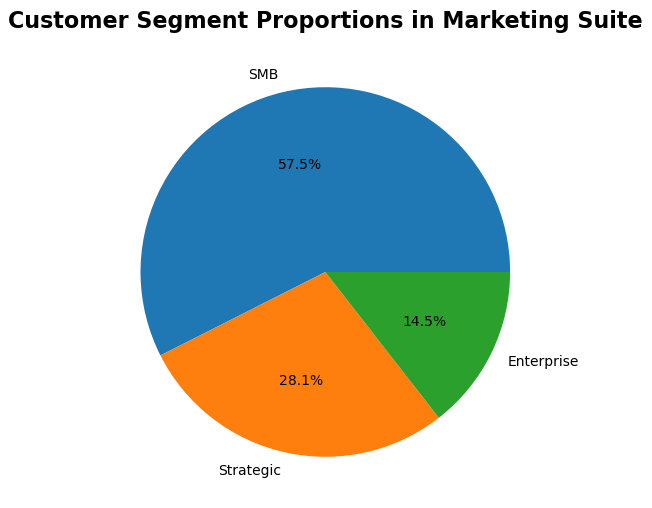 Customer Segment Proportions in Marketing Suite
SMB
57.5%
14.5%
Enterprise
28.1%
Strategic